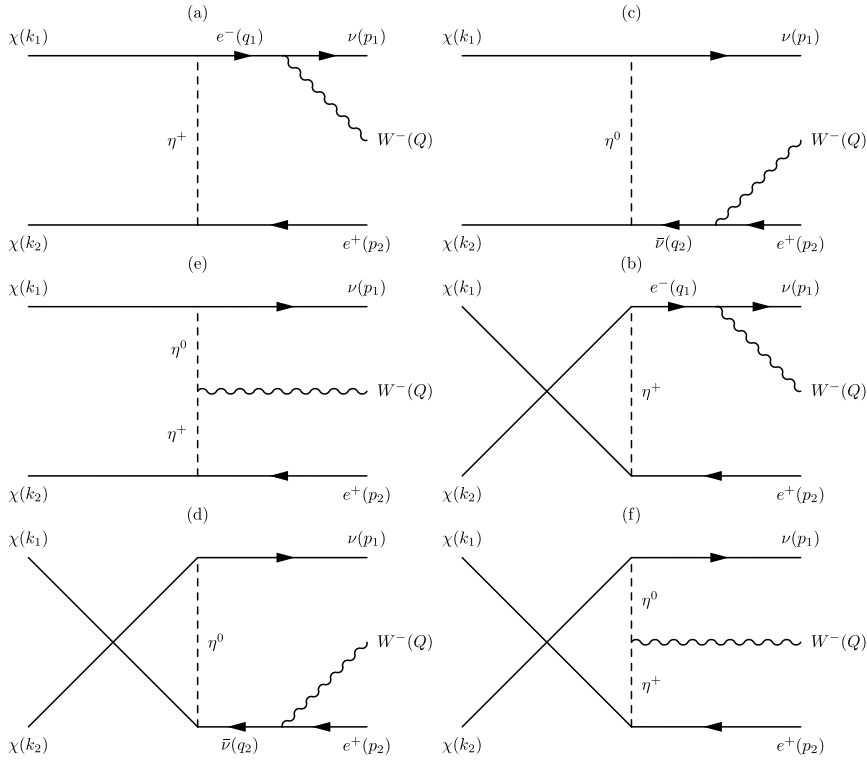 (a)
χ(k₁) e⁻(q₁) ν(p₁)
η⁺ W⁻(Q)
χ(k₂) e⁺(p₂)
(c)
χ(k₁) ν(p₁)
η⁰ W⁻(Q)
χ(k₂) ν̄(q₂) e⁺(p₂)
(e)
χ(k₁) ν(p₁)
η⁰
W⁻(Q)
η⁺
χ(k₂) e⁺(p₂)
(b)
χ(k₁) e⁻(q₁) ν(p₁)
η⁺ W⁻(Q)
χ(k₂) e⁺(p₂)
(d)
χ(k₁) ν(p₁)
η⁰ W⁻(Q)
χ(k₂) ν̄(q₂) e⁺(p₂)
(f)
χ(k₁) ν(p₁)
η⁰
W⁻(Q)
η⁺
χ(k₂) e⁺(p₂)